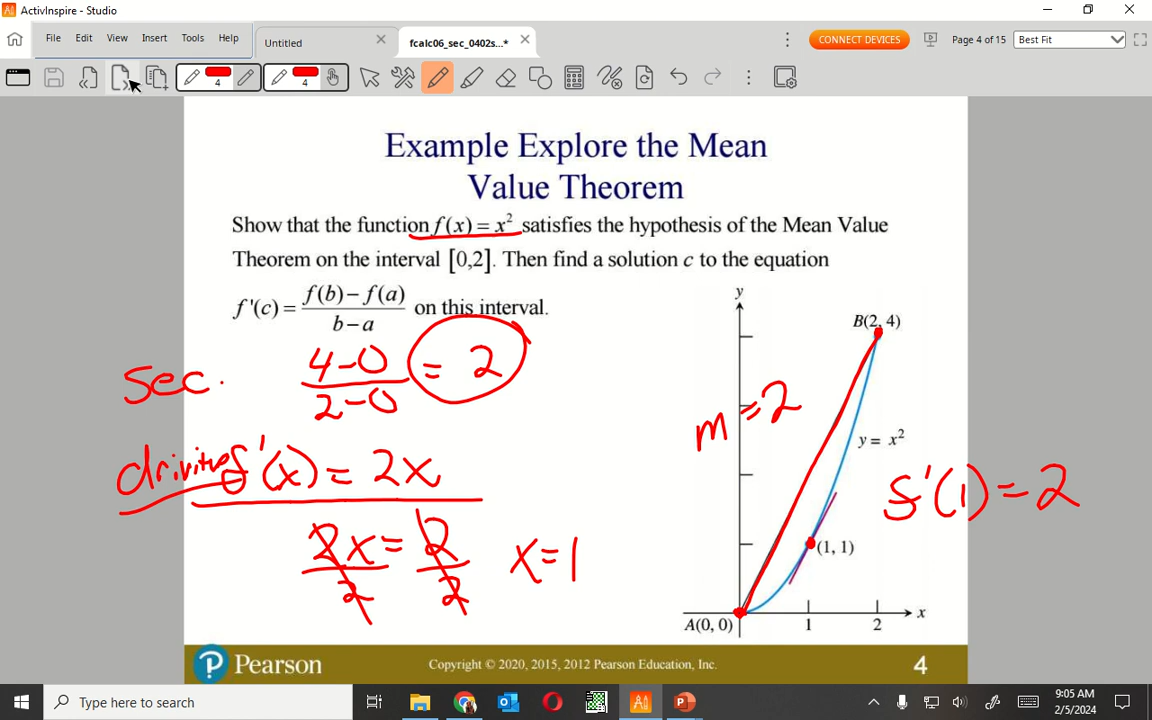 ActivInspire - Studio
File Edit View Insert Tools Help
Untitled
fcalc06_sec_0402s...*
CONNECT DEVICES
Page 4 of 15
Best Fit
4
4
Example Explore the Mean
Value Theorem
Show that the function f(x) = x² satisfies the hypothesis of the Mean Value
Theorem on the interval [0,2]. Then find a solution c to the equation
f'(c) = (f(b) − f(a))/(b − a) on this interval.
Sec.
(4-0)/(2-0) = 2
f'(x) = 2x
2x/2 = 2/2 x = 1
y
B(2, 4)
m = 2
y = x²
f'(1) = 2
(1, 1)
A(0, 0)
1
2
x
Pearson
Copyright © 2020, 2015, 2012 Pearson Education, Inc.
4
Type here to search
9:05 AM
2/5/2024